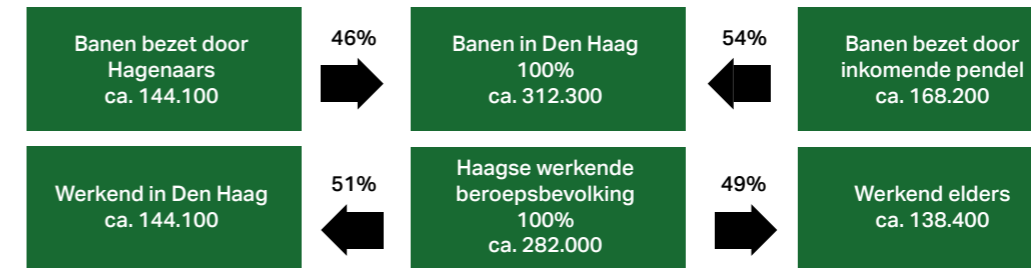 Banen bezet door
Hagenaars
ca. 144.100
46%
Banen in Den Haag
100%
ca. 312.300
54%
Banen bezet door
inkomende pendel
ca. 168.200
Werkend in Den Haag
ca. 144.100
51%
Haagse werkende
beroepsbevolking
100%
ca. 282.000
49%
Werkend elders
ca. 138.400